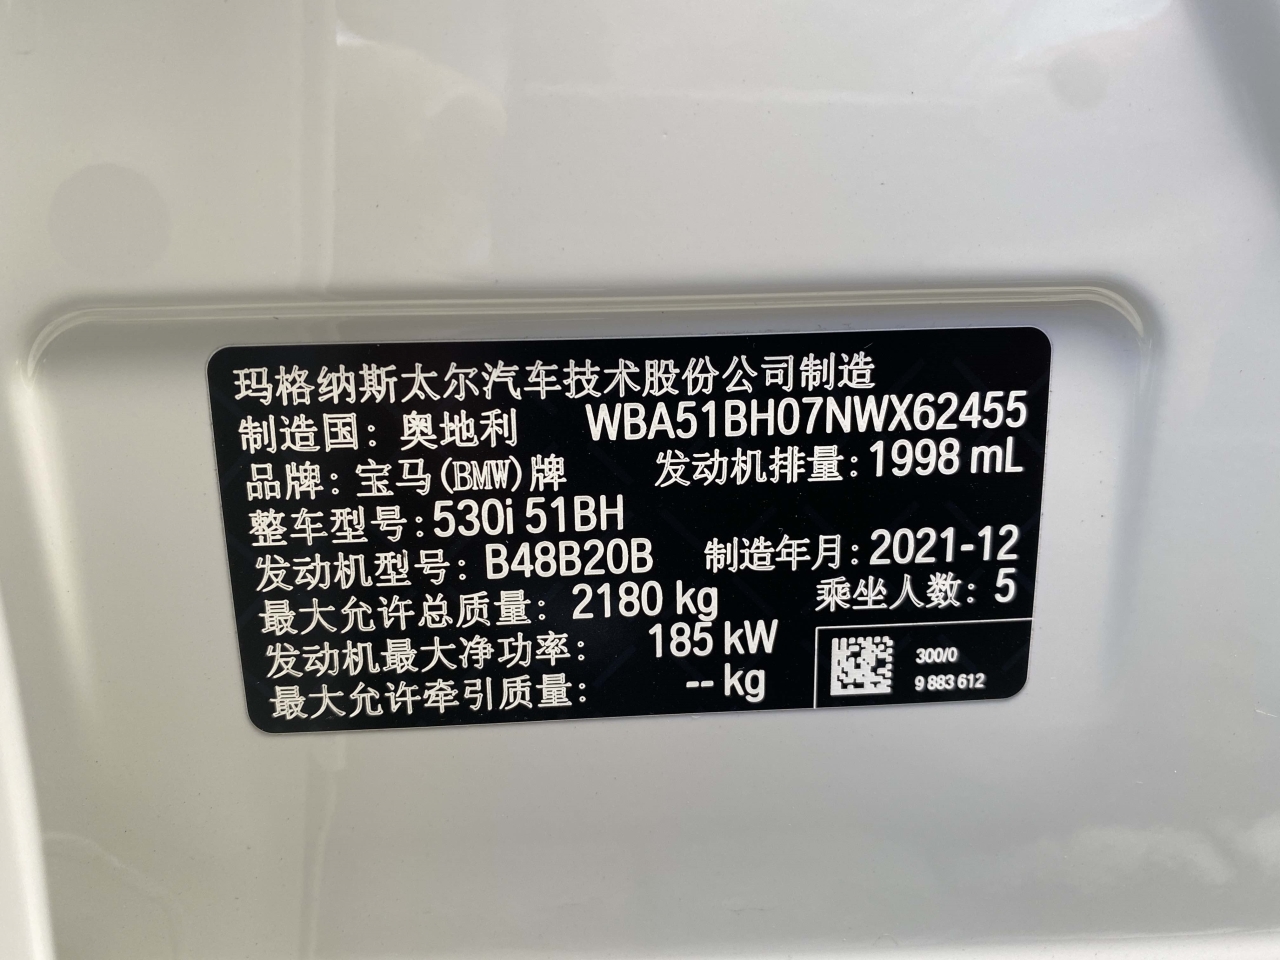 玛格纳斯太尔汽车技术股份公司制造
制造国：奥地利 WBA51BH07NWX62455
品牌：宝马(BMW)牌 发动机排量：1998 mL
整车型号：530i 51BH
发动机型号：B48B20B 制造年月：2021-12
最大允许总质量：2180 kg 乘坐人数：5
发动机最大净功率：185 kW
最大允许牵引质量：-- kg
300/0
9 883 612